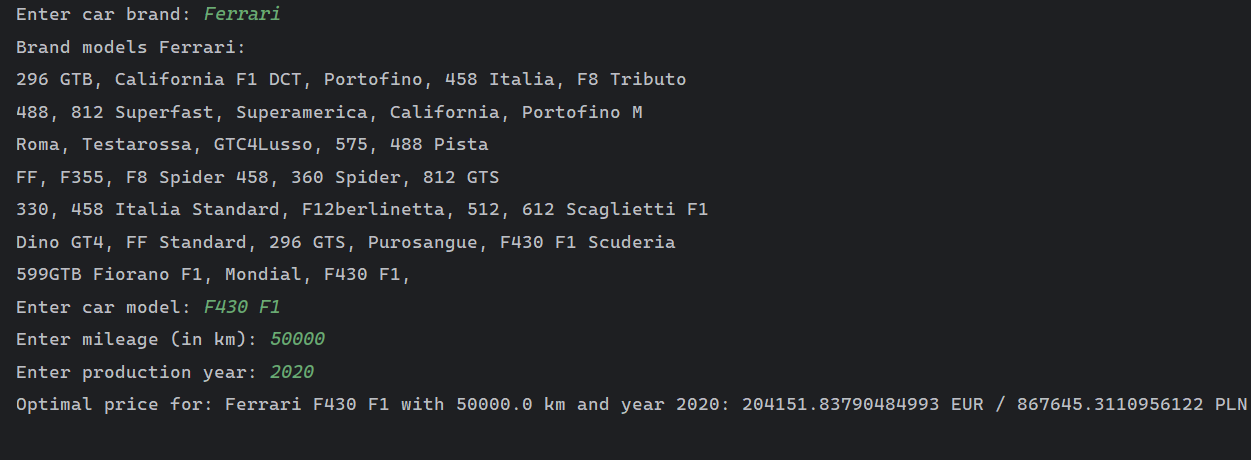 Enter car brand: Ferrari
Brand models Ferrari:
296 GTB, California F1 DCT, Portofino, 458 Italia, F8 Tributo
488, 812 Superfast, Superamerica, California, Portofino M
Roma, Testarossa, GTC4Lusso, 575, 488 Pista
FF, F355, F8 Spider 458, 360 Spider, 812 GTS
330, 458 Italia Standard, F12berlinetta, 512, 612 Scaglietti F1
Dino GT4, FF Standard, 296 GTS, Purosangue, F430 F1 Scuderia
599GTB Fiorano F1, Mondial, F430 F1,
Enter car model: F430 F1
Enter mileage (in km): 50000
Enter production year: 2020
Optimal price for: Ferrari F430 F1 with 50000.0 km and year 2020: 204151.83790484993 EUR / 867645.3110956122 PLN